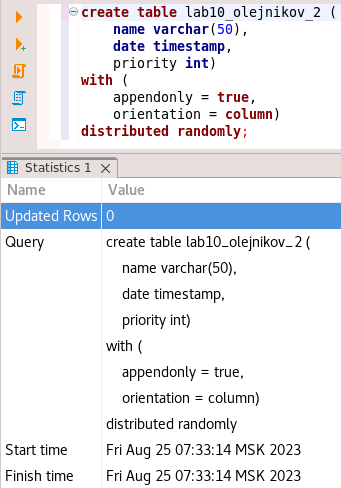 create table lab10_olejnikov_2 (
name varchar(50),
date timestamp,
priority int)
with (
appendonly = true,
orientation = column)
distributed randomly;
Statistics 1
Name Value
Updated Rows 0
Query create table lab10_olejnikov_2 (
name varchar(50),
date timestamp,
priority int)
with (
appendonly = true,
orientation = column)
distributed randomly
Start time Fri Aug 25 07:33:14 MSK 2023
Finish time Fri Aug 25 07:33:14 MSK 2023